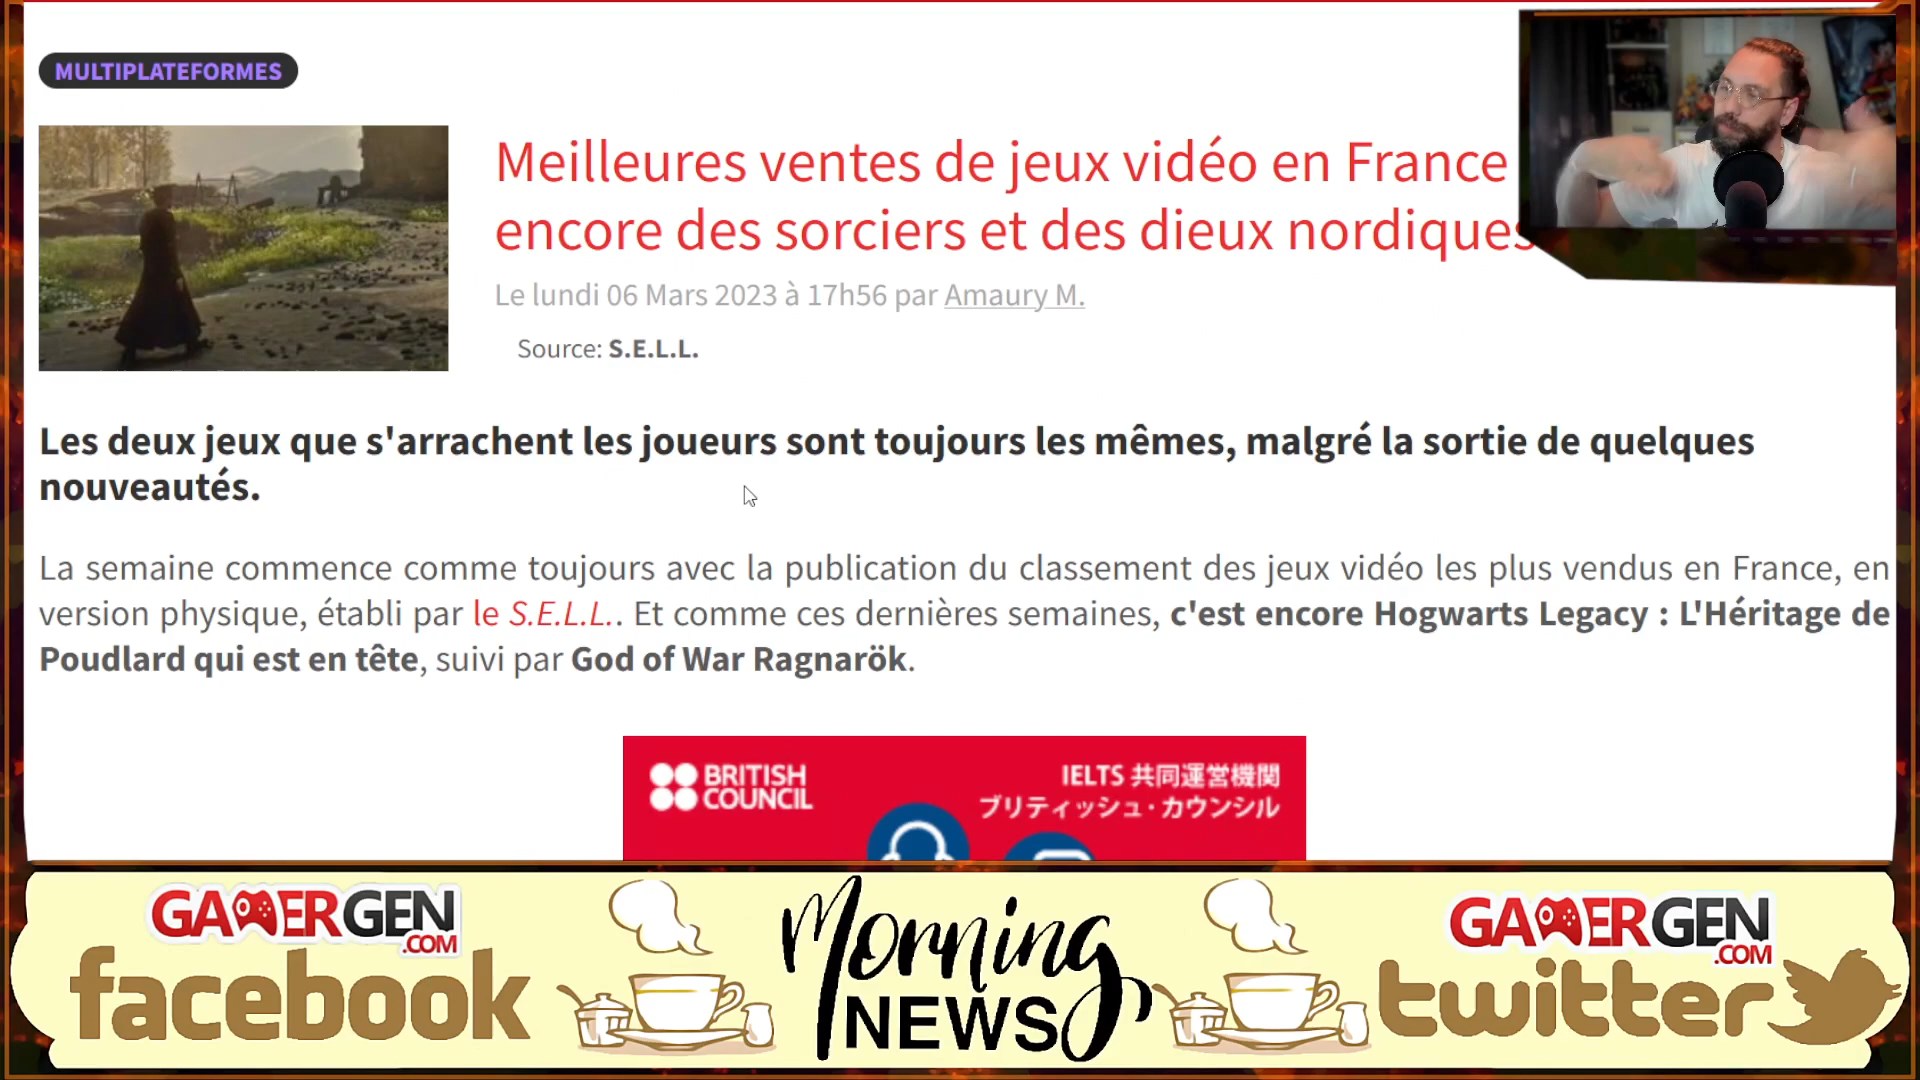 MULTIPLATEFORMES
Meilleures ventes de jeux vidéo en France
encore des sorciers et des dieux nordiques
Le lundi 06 Mars 2023 à 17h56 par Amaury M.
Source: S.E.L.L.
Les deux jeux que s'arrachent les joueurs sont toujours les mêmes, malgré la sortie de quelques
nouveautés.
La semaine commence comme toujours avec la publication du classement des jeux vidéo les plus vendus en France, en
version physique, établi par le S.E.L.L.. Et comme ces dernières semaines, c'est encore Hogwarts Legacy : L'Héritage de
Poudlard qui est en tête, suivi par God of War Ragnarök.
BRITISH
COUNCIL
IELTS 共同運営機関
ブリティッシュ・カウンシル
GAMERGEN
.COM
facebook
Morning
NEWS
GAMERGEN
.COM
twitter